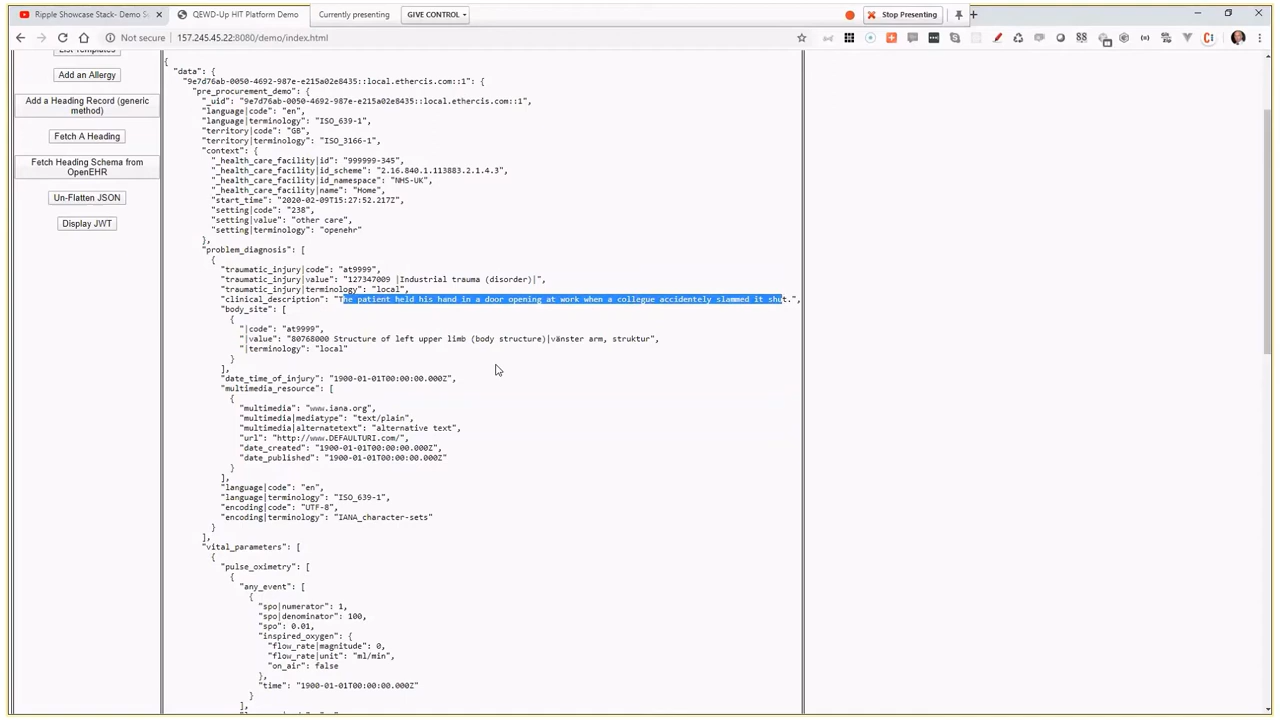 Ripple Showcase Stack- Demo S
QEWD-Up HIT Platform Demo
Currently presenting
GIVE CONTROL
Stop Presenting
Not secure
157.245.45.22:8080/demo/index.html
List Templates
Add an Allergy
Add a Heading Record (generic
method)
Fetch A Heading
Fetch Heading Schema from
OpenEHR
Un-Flatten JSON
Display JWT
{
"data": {
"9e7d76ab-0050-4692-987e-e215a02e8435::local.ethercis.com::1": {
"pre_procurement_demo": {
"_uid": "9e7d76ab-0050-4692-987e-e215a02e8435::local.ethercis.com::1",
"language|code": "en",
"language|terminology": "ISO_639-1",
"territory|code": "GB",
"territory|terminology": "ISO_3166-1",
"context": {
"_health_care_facility|id": "999999-345",
"_health_care_facility|id_scheme": "2.16.840.1.113883.2.1.4.3",
"_health_care_facility|id_namespace": "NHS-UK",
"_health_care_facility|name": "Home",
"start_time": "2020-02-09T15:27:52.217Z",
"setting|code": "238",
"setting|value": "other care",
"setting|terminology": "openehr"
},
"problem_diagnosis": [
{
"traumatic_injury|code": "at9999",
"traumatic_injury|value": "127347009 |Industrial trauma (disorder)|",
"traumatic_injury|terminology": "local",
"clinical_description": "The patient held his hand in a door opening at work when a collegue accidentely slammed it shut.",
"body_site": [
{
"|code": "at9999",
"|value": "80768000 Structure of left upper limb (body structure)|vänster arm, struktur",
"|terminology": "local"
}
],
"date_time_of_injury": "1900-01-01T00:00:00.000Z",
"multimedia_resource": [
{
"multimedia": "www.iana.org",
"multimedia|mediatype": "text/plain",
"multimedia|alternatetext": "alternative text",
"url": "http://www.DEFAULTURI.com/",
"date_created": "1900-01-01T00:00:00.000Z",
"date_published": "1900-01-01T00:00:00.000Z"
}
],
"language|code": "en",
"language|terminology": "ISO_639-1",
"encoding|code": "UTF-8",
"encoding|terminology": "IANA_character-sets"
}
],
"vital_parameters": [
{
"pulse_oximetry": [
{
"any_event": [
{
"spo|numerator": 1,
"spo|denominator": 100,
"spo": 0.01,
"inspired_oxygen": {
"flow_rate|magnitude": 0,
"flow_rate|unit": "ml/min",
"on_air": false
},
"time": "1900-01-01T00:00:00.000Z"
}
],